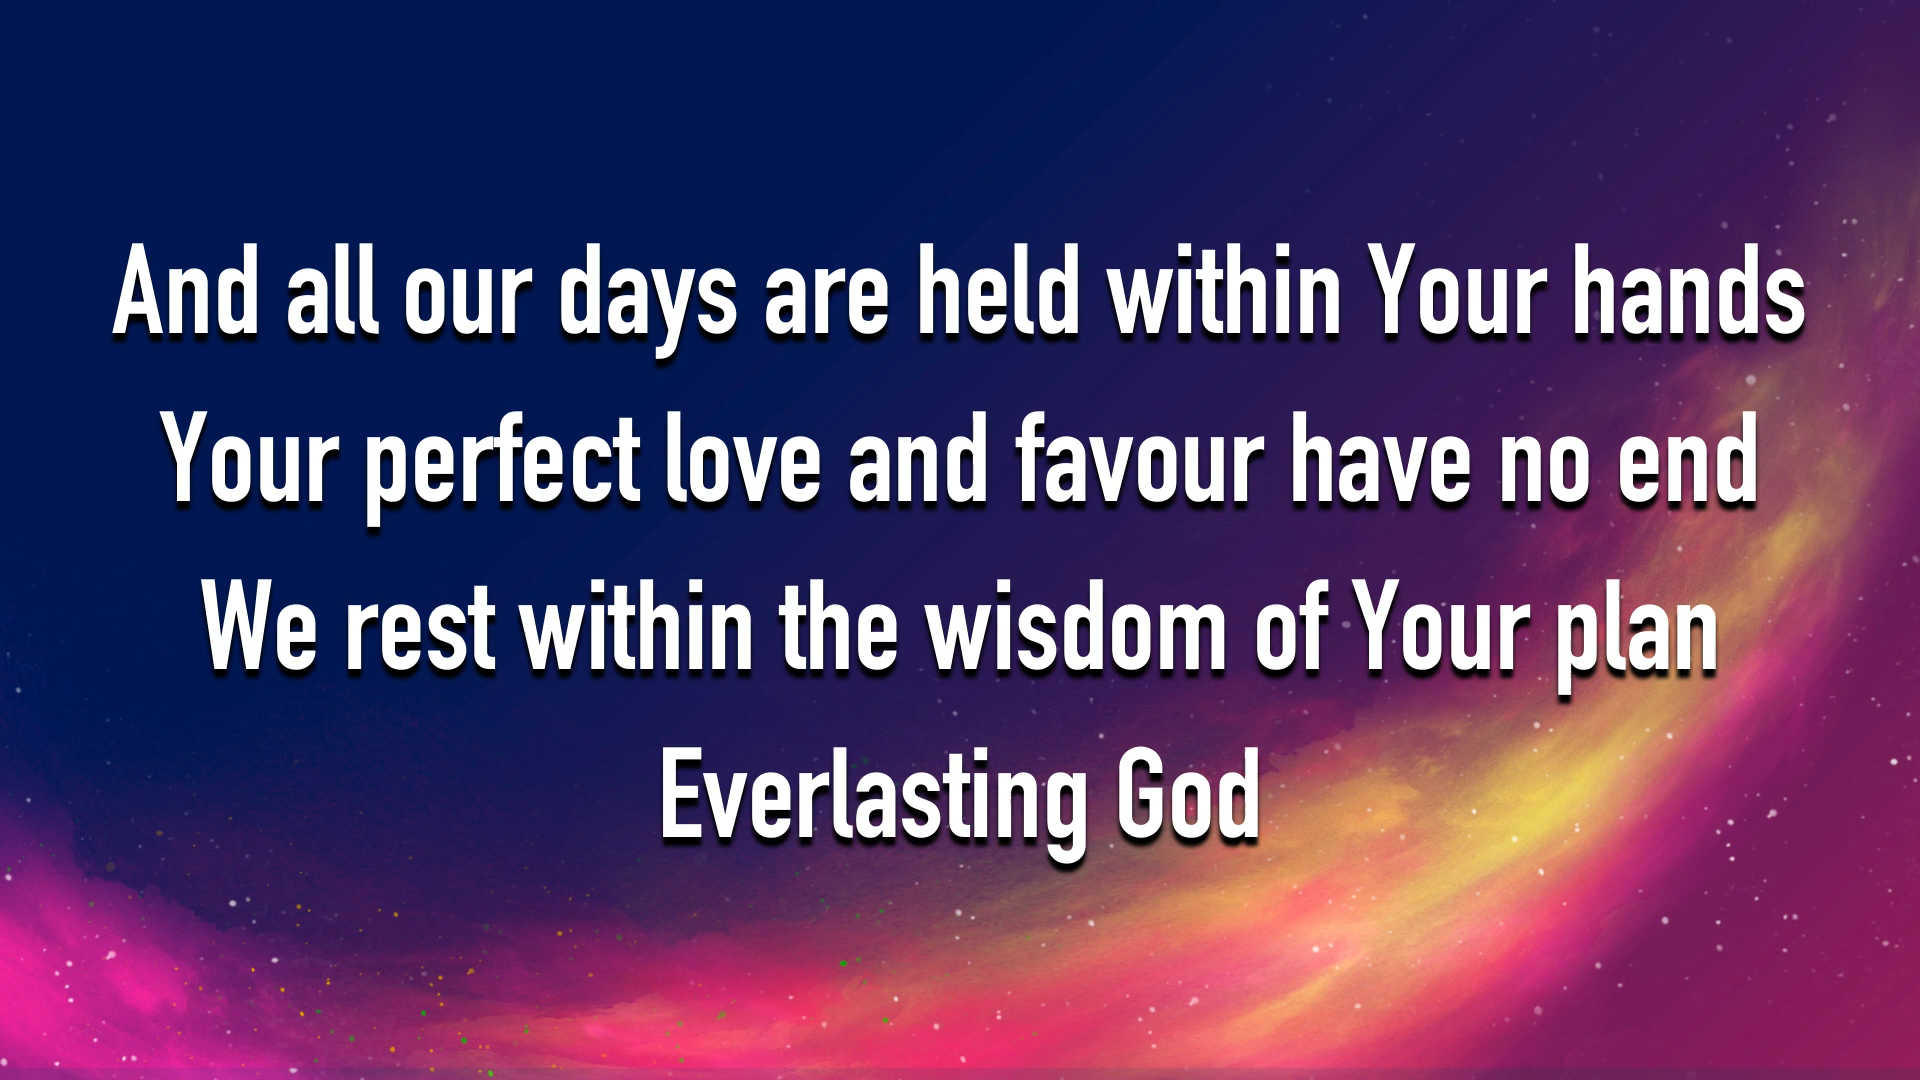 And all our days are held within Your hands
Your perfect love and favour have no end
We rest within the wisdom of Your plan
Everlasting God